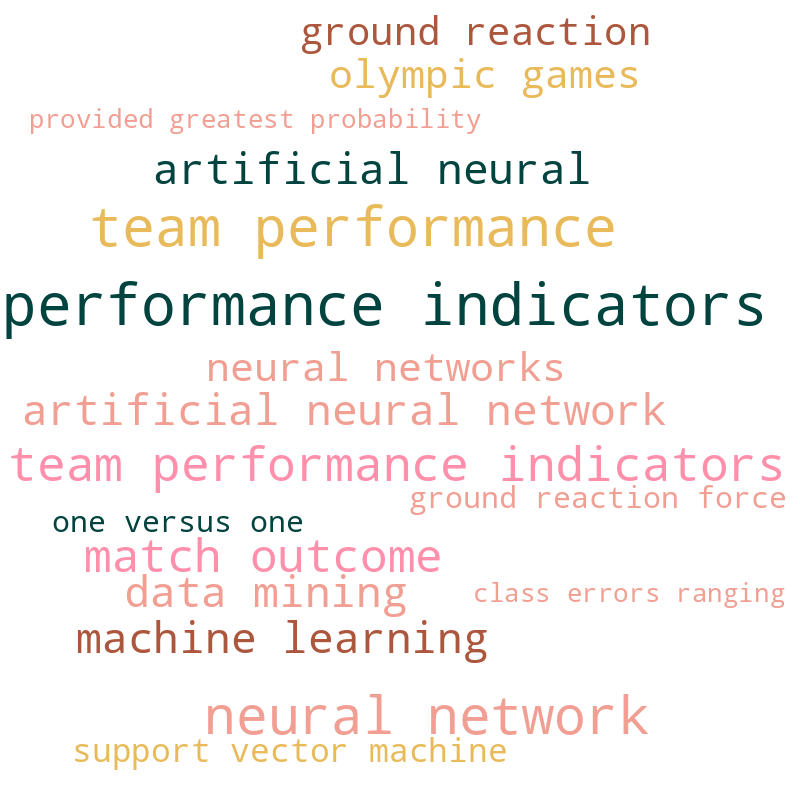 ground reaction
olympic games
provided greatest probability
artificial neural
team performance
performance indicators
neural networks
artificial neural network
team performance indicators
ground reaction force
one versus one
match outcome
data mining
class errors ranging
machine learning
neural network
support vector machine